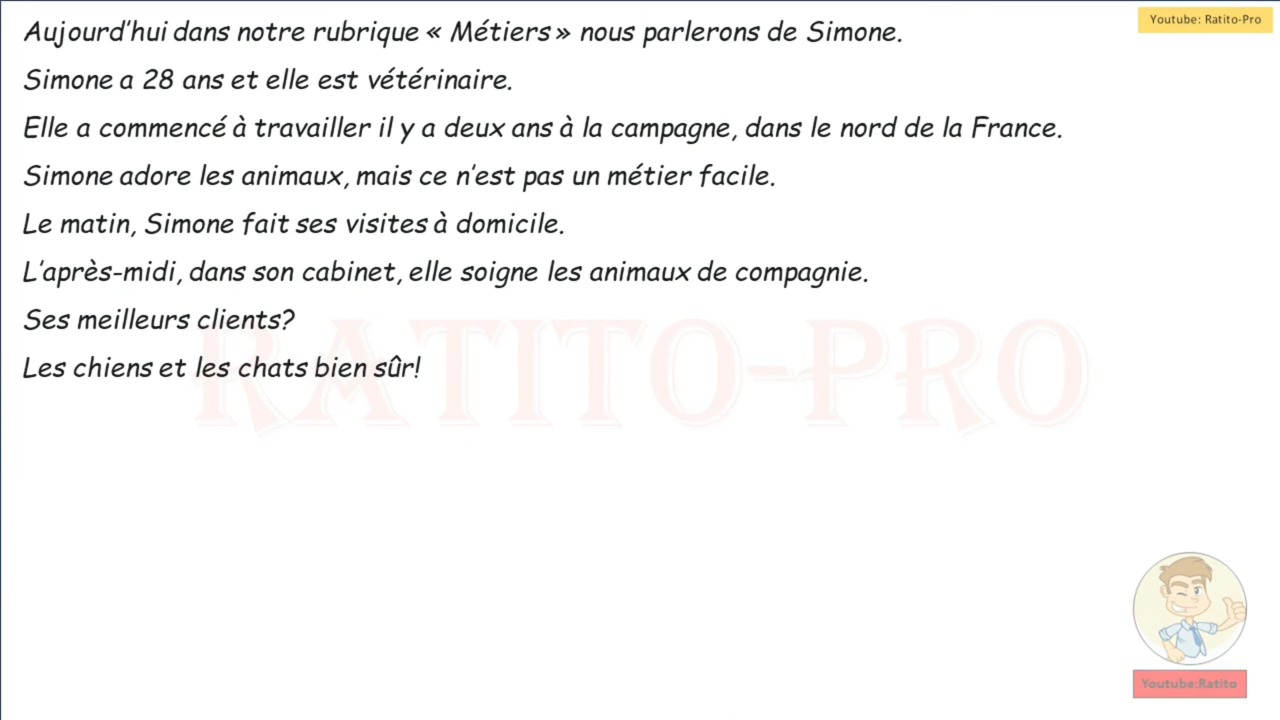 Youtube: Ratito-Pro
Aujourd’hui dans notre rubrique « Métiers » nous parlerons de Simone.
Simone a 28 ans et elle est vétérinaire.
Elle a commencé à travailler il y a deux ans à la campagne, dans le nord de la France.
Simone adore les animaux, mais ce n’est pas un métier facile.
Le matin, Simone fait ses visites à domicile.
L’après-midi, dans son cabinet, elle soigne les animaux de compagnie.
Ses meilleurs clients?
Les chiens et les chats bien sûr!
RATITO-PRO
Youtube:Ratito